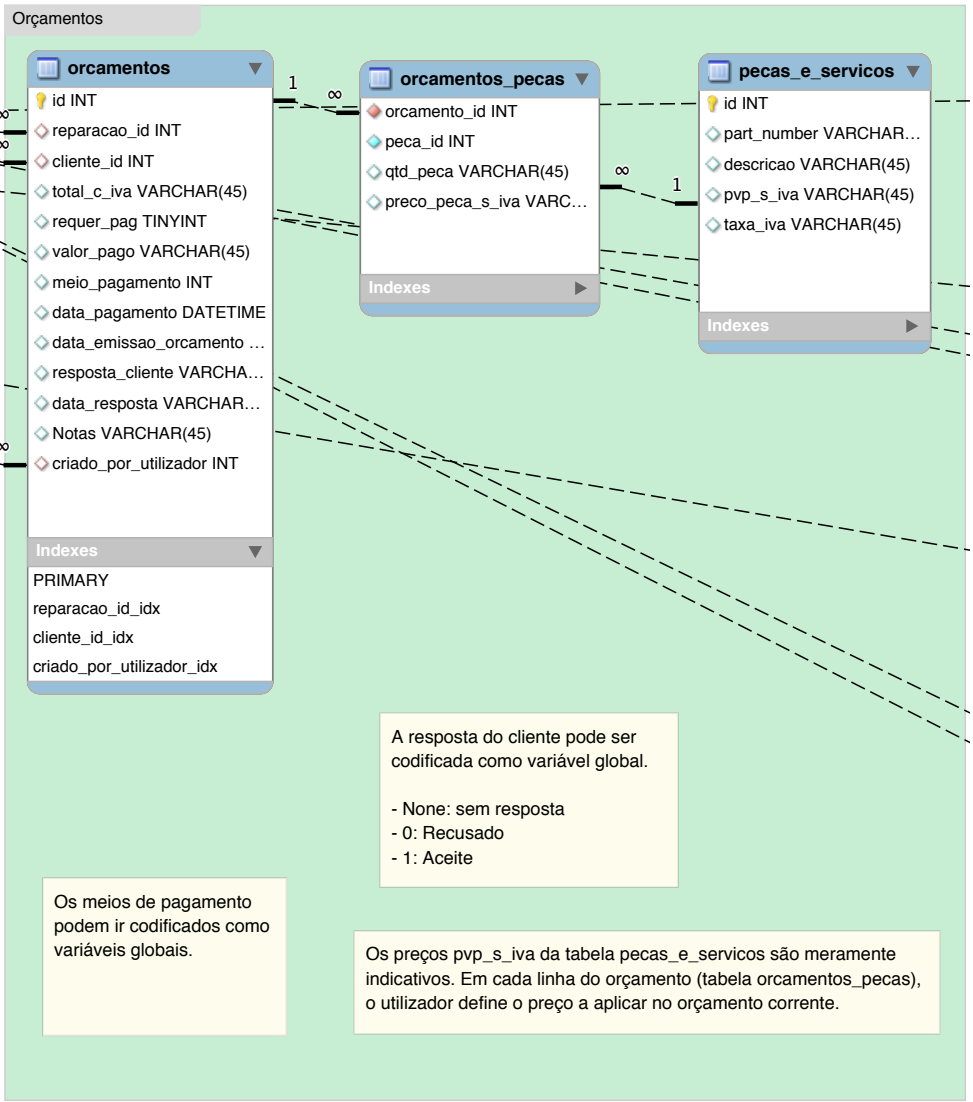 Orçamentos
orcamentos
id INT
reparacao_id INT
cliente_id INT
total_c_iva VARCHAR(45)
requer_pag TINYINT
valor_pago VARCHAR(45)
meio_pagamento INT
data_pagamento DATETIME
data_emissao_orcamento ...
resposta_cliente VARCHA...
data_resposta VARCHAR...
Notas VARCHAR(45)
criado_por_utilizador INT
Indexes
PRIMARY
reparacao_id_idx
cliente_id_idx
criado_por_utilizador_idx
1
∞
orcamentos_pecas
orcamento_id INT
peca_id INT
qtd_peca VARCHAR(45)
preco_peca_s_iva VARC...
Indexes
∞
1
pecas_e_servicos
id INT
part_number VARCHAR...
descricao VARCHAR(45)
pvp_s_iva VARCHAR(45)
taxa_iva VARCHAR(45)
Indexes
∞
∞
∞
A resposta do cliente pode ser
codificada como variável global.
- None: sem resposta
- 0: Recusado
- 1: Aceite
Os meios de pagamento
podem ir codificados como
variáveis globais.
Os preços pvp_s_iva da tabela pecas_e_servicos são meramente
indicativos. Em cada linha do orçamento (tabela orcamentos_pecas),
o utilizador define o preço a aplicar no orçamento corrente.